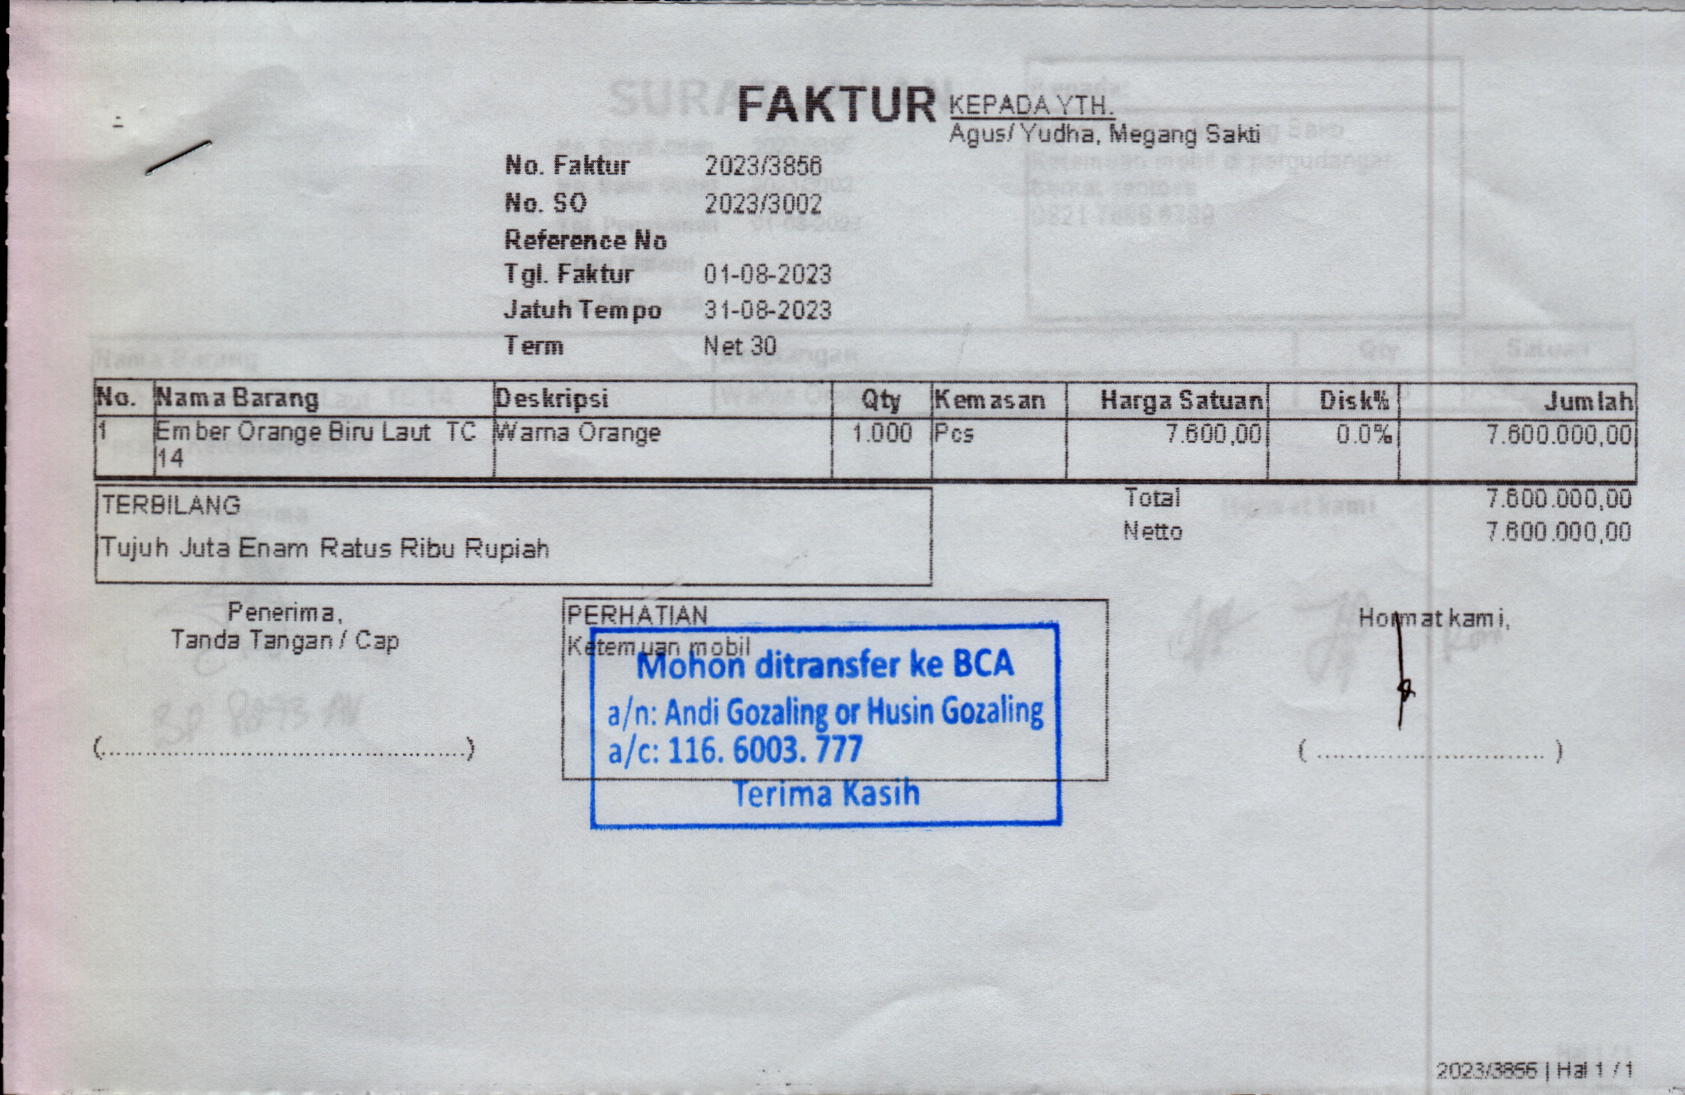 FAKTUR
KEPADA YTH.
Agus/ Yudha, Megang Sakti
No. Faktur 2023/3856
No. SO 2023/3002
Reference No
Tgl. Faktur 01-08-2023
Jatuh Tempo 31-08-2023
Term Net 30
No. Nama Barang Deskripsi Qty Kemasan Harga Satuan Disk% Jumlah
1 Ember Orange Biru Laut TC Warna Orange 1.000 Pcs 7.600,00 0.0% 7.600.000,00
14
TERBILANG
Tujuh Juta Enam Ratus Ribu Rupiah
Total 7.600.000,00
Netto 7.600.000,00
Penerima,
Tanda Tangan / Cap
(........................................................)
PERHATIAN
Ketemuan mobil
Mohon ditransfer ke BCA
a/n: Andi Gozaling or Husin Gozaling
a/c: 116. 6003. 777
Terima Kasih
Hormat kami,
( ................................... )
2023/3856 | Hal 1 / 1